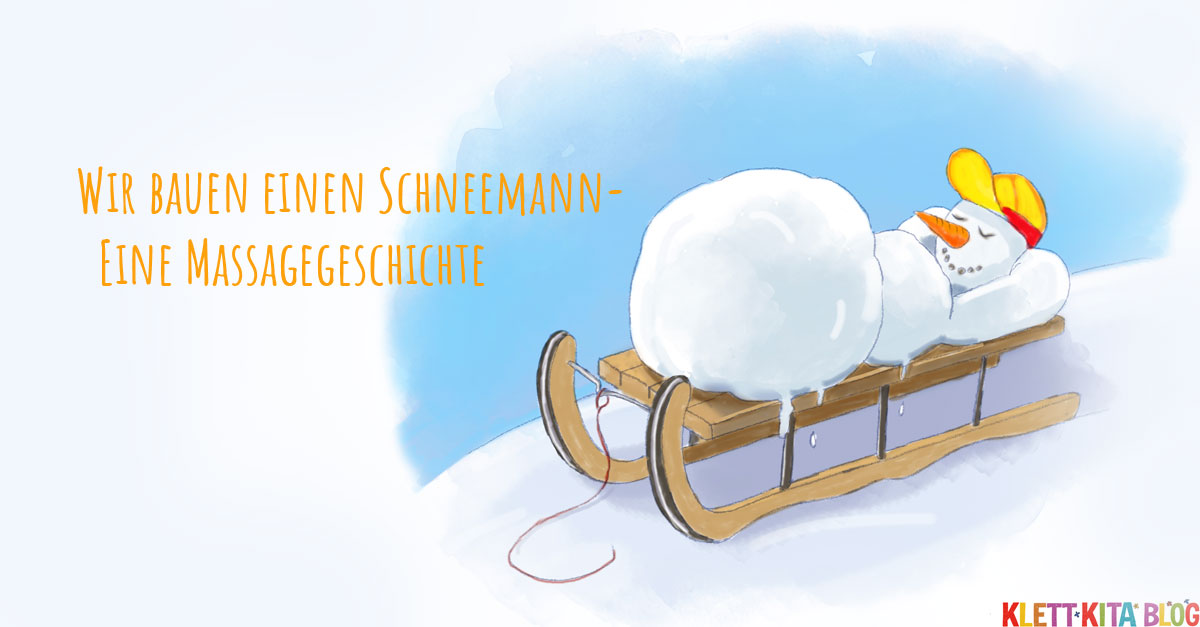 Wir bauen einen Schneemann-
Eine Massagegeschichte
KLETT KITA BLOG